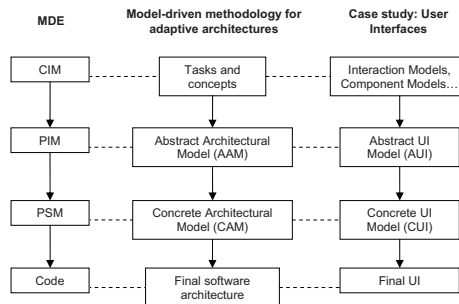 MDE
Model-driven methodology for
adaptive architectures
Case study: User
Interfaces
CIM
Tasks and
concepts
Interaction Models,
Component Models...
PIM
Abstract Architectural
Model (AAM)
Abstract UI
Model (AUI)
PSM
Concrete Architectural
Model (CAM)
Concrete UI
Model (CUI)
Code
Final software
architecture
Final UI